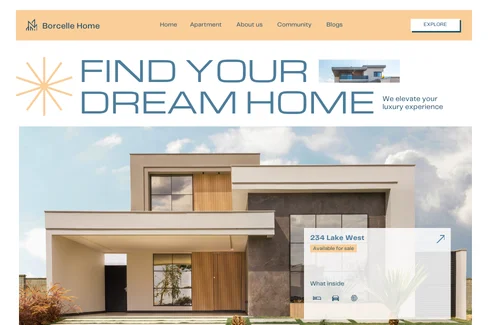 Borcelle Home
Home
Apartment
About us
Community
Blogs
EXPLORE
FIND YOUR
DREAM HOME
We elevate your
luxury experience
234 Lake West
Available for sale
What inside